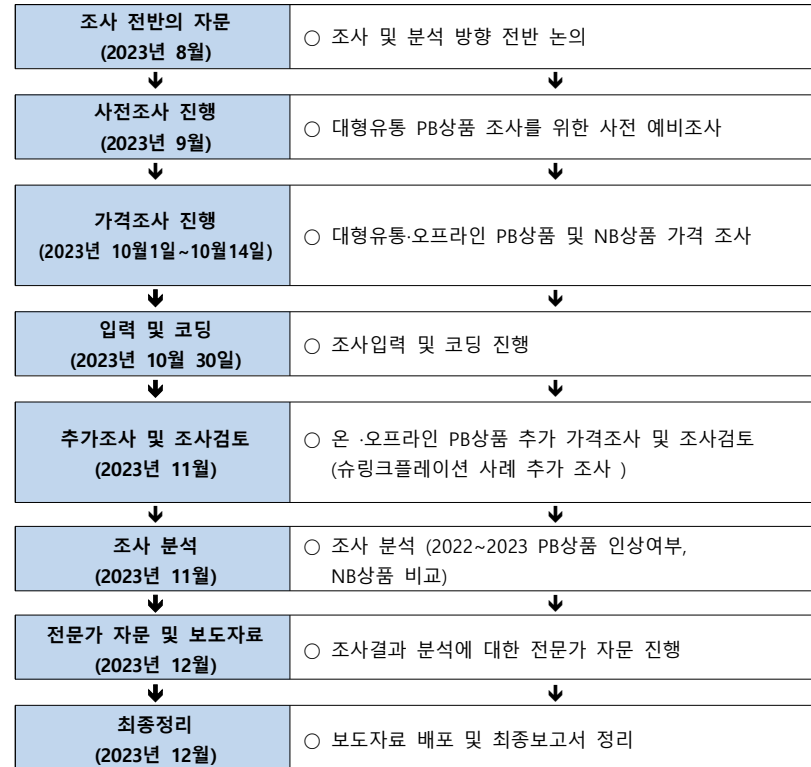 조사 전반의 자문
(2023년 8월)
○ 조사 및 분석 방향 전반 논의
사전조사 진행
(2023년 9월)
○ 대형유통 PB상품 조사를 위한 사전 예비조사
가격조사 진행
(2023년 10월1일~10월14일)
○ 대형유통·오프라인 PB상품 및 NB상품 가격 조사
입력 및 코딩
(2023년 10월 30일)
○ 조사입력 및 코딩 진행
추가조사 및 조사검토
(2023년 11월)
○ 온 ·오프라인 PB상품 추가 가격조사 및 조사검토
(슈링크플레이션 사례 추가 조사 )
조사 분석
(2023년 11월)
○ 조사 분석 (2022~2023 PB상품 인상여부,
NB상품 비교)
전문가 자문 및 보도자료
(2023년 12월)
○ 조사결과 분석에 대한 전문가 자문 진행
최종정리
(2023년 12월)
○ 보도자료 배포 및 최종보고서 정리